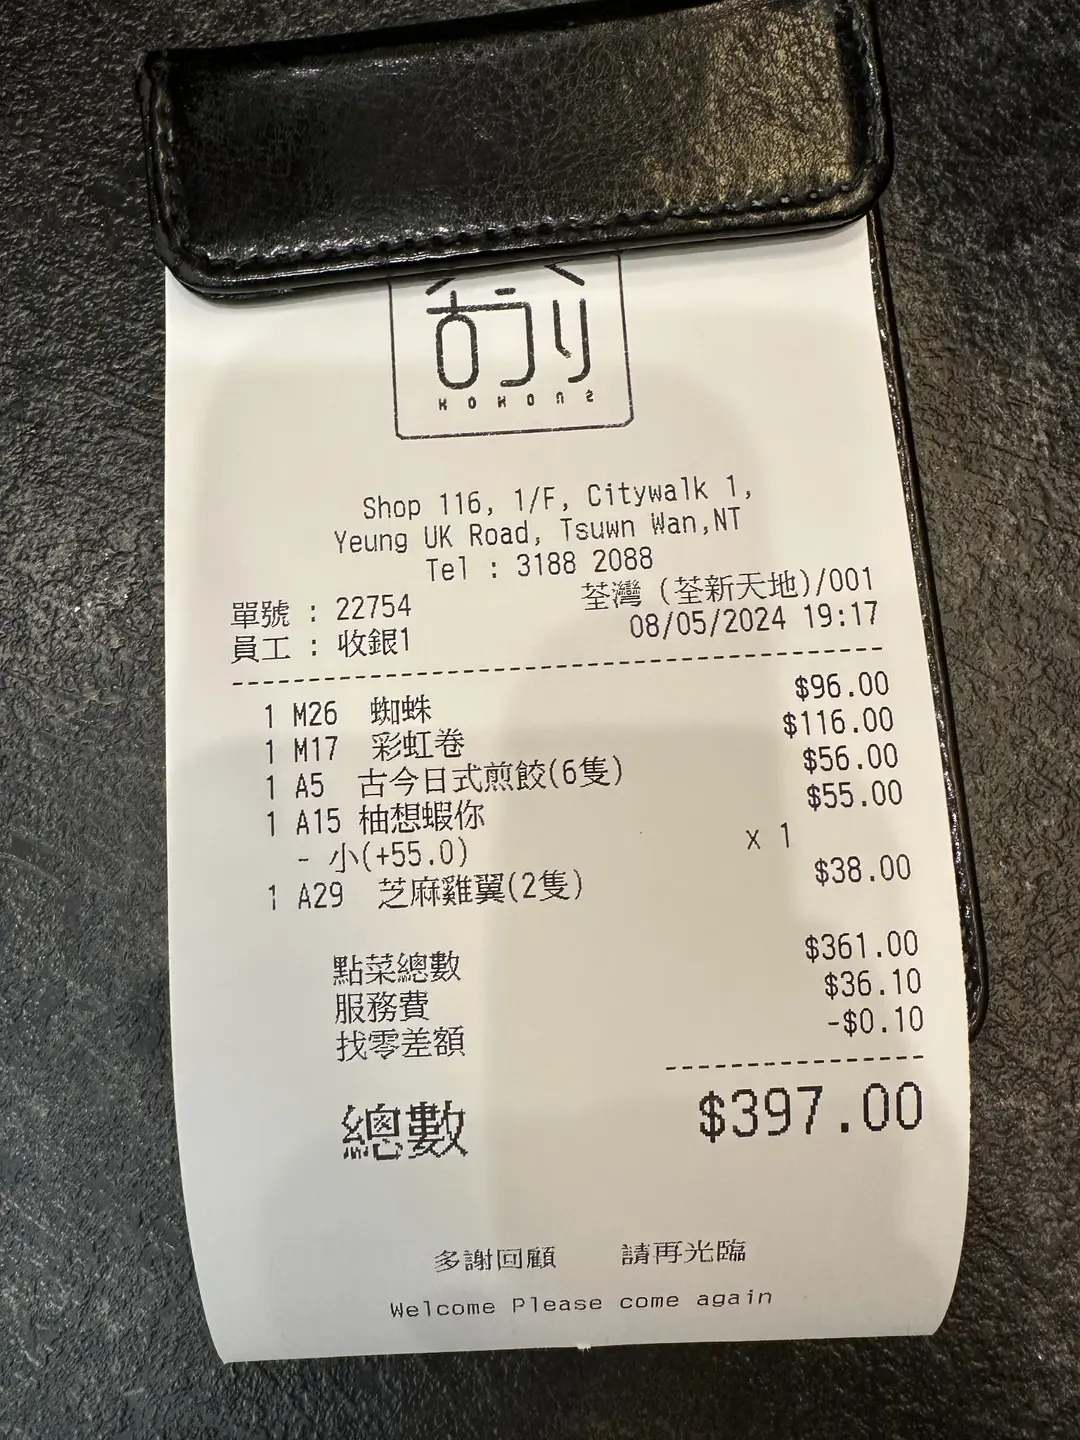 KOKONS
Shop 116, 1/F, Citywalk 1,
Yeung UK Road, Tsuwn Wan,NT
Tel : 3188 2088
單號 : 22754 荃灣 (荃新天地)/001
員工 : 收銀1 08/05/2024 19:17
1 M26 蜘蛛 $96.00
1 M17 彩虹卷 $116.00
1 A5 古今日式煎餃(6隻) $56.00
1 A15 柚想蝦你 $55.00
- 小(+55.0) x 1
1 A29 芝麻雞翼(2隻) $38.00
點菜總數 $361.00
服務費 $36.10
找零差額 -$0.10
總數 $397.00
多謝回顧 請再光臨
Welcome Please come again